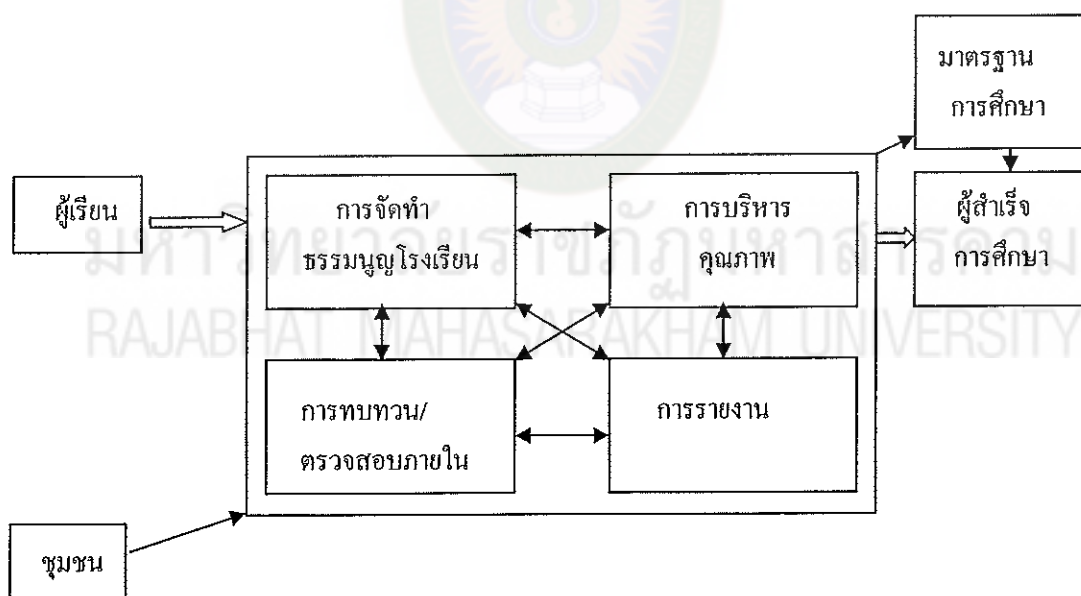 มาตรฐาน
การศึกษา
ผู้เรียน
การจัดทำ
ธรรมนูญโรงเรียน
การบริหาร
คุณภาพ
ผู้สำเร็จ
การศึกษา
มหาวิทยาลัยราชภัฏมหาสารคาม
RAJABHAT MAHASARAKHAM UNIVERSITY
การทบทวน/
ตรวจสอบภายใน
การรายงาน
ชุมชน